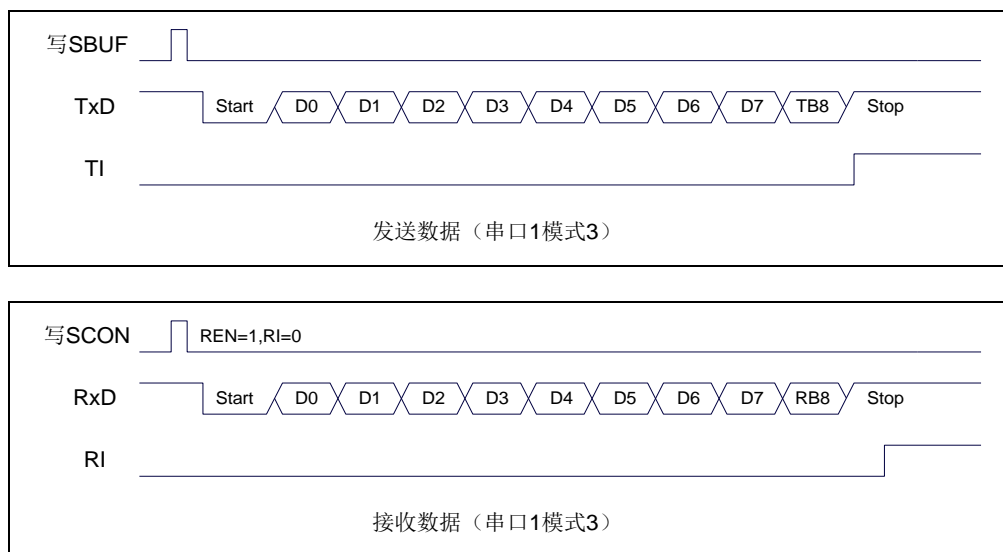 写SBUF
TxD Start D0 D1 D2 D3 D4 D5 D6 D7 TB8 Stop
TI
发送数据（串口1模式3）
写SCON REN=1,RI=0
RxD Start D0 D1 D2 D3 D4 D5 D6 D7 RB8 Stop
RI
接收数据（串口1模式3）